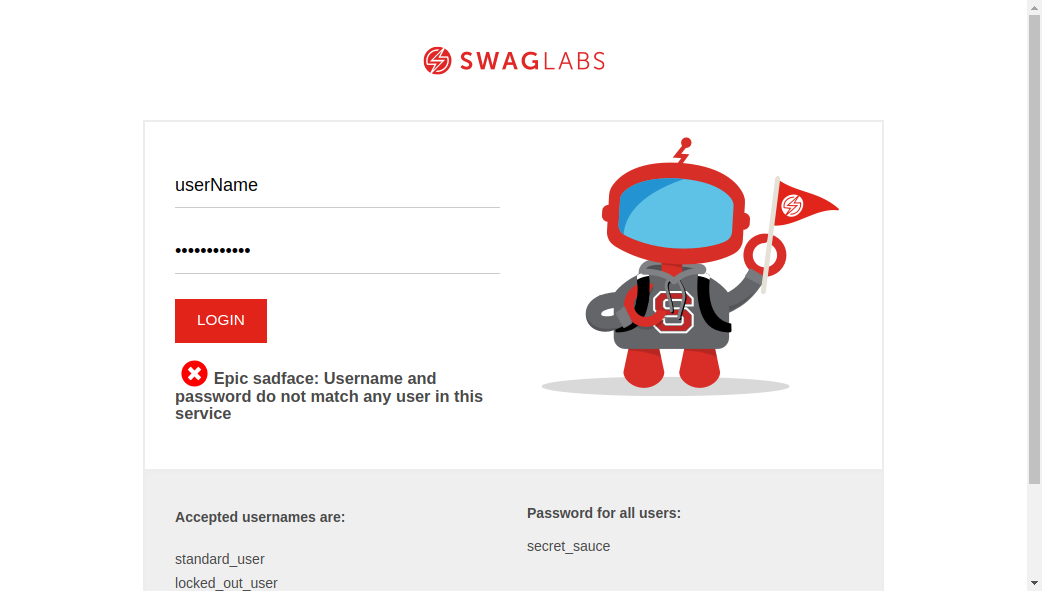 SWAGLABS
userName
••••••••••••
LOGIN
Epic sadface: Username and
password do not match any user in this
service
S
Accepted usernames are:
Password for all users:
standard_user
secret_sauce
locked_out_user